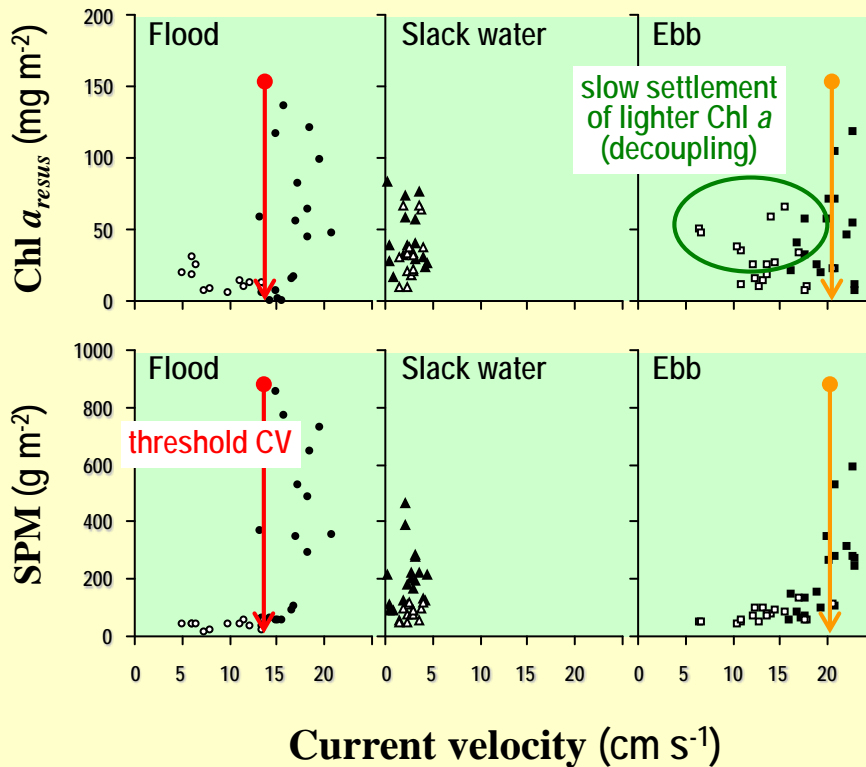 Chl a_resus (mg m-2)
200
150
100
50
0
Flood
Slack water
Ebb
slow settlement
of lighter Chl a
(decoupling)
SPM (g m-2)
1000
800
600
400
200
0
Flood
Slack water
Ebb
threshold CV
0 5 10 15 20
0 5 10 15 20
0 5 10 15 20
Current velocity (cm s-1)